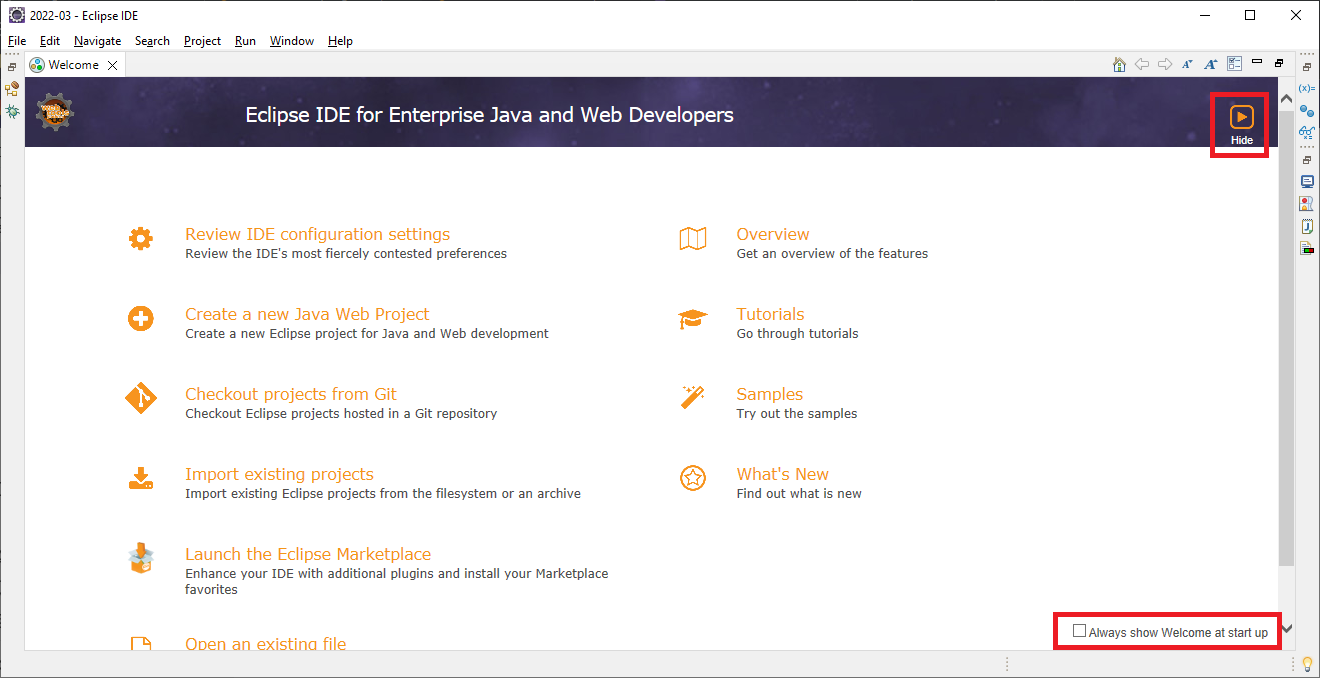 2022-03 - Eclipse IDE
File Edit Navigate Search Project Run Window Help
Welcome
Eclipse IDE for Enterprise Java and Web Developers
Hide
Review IDE configuration settings
Review the IDE's most fiercely contested preferences
Overview
Get an overview of the features
Create a new Java Web Project
Create a new Eclipse project for Java and Web development
Tutorials
Go through tutorials
Checkout projects from Git
Checkout Eclipse projects hosted in a Git repository
Samples
Try out the samples
Import existing projects
Import existing Eclipse projects from the filesystem or an archive
What's New
Find out what is new
Launch the Eclipse Marketplace
Enhance your IDE with additional plugins and install your Marketplace
favorites
Open an existing file
Always show Welcome at start up